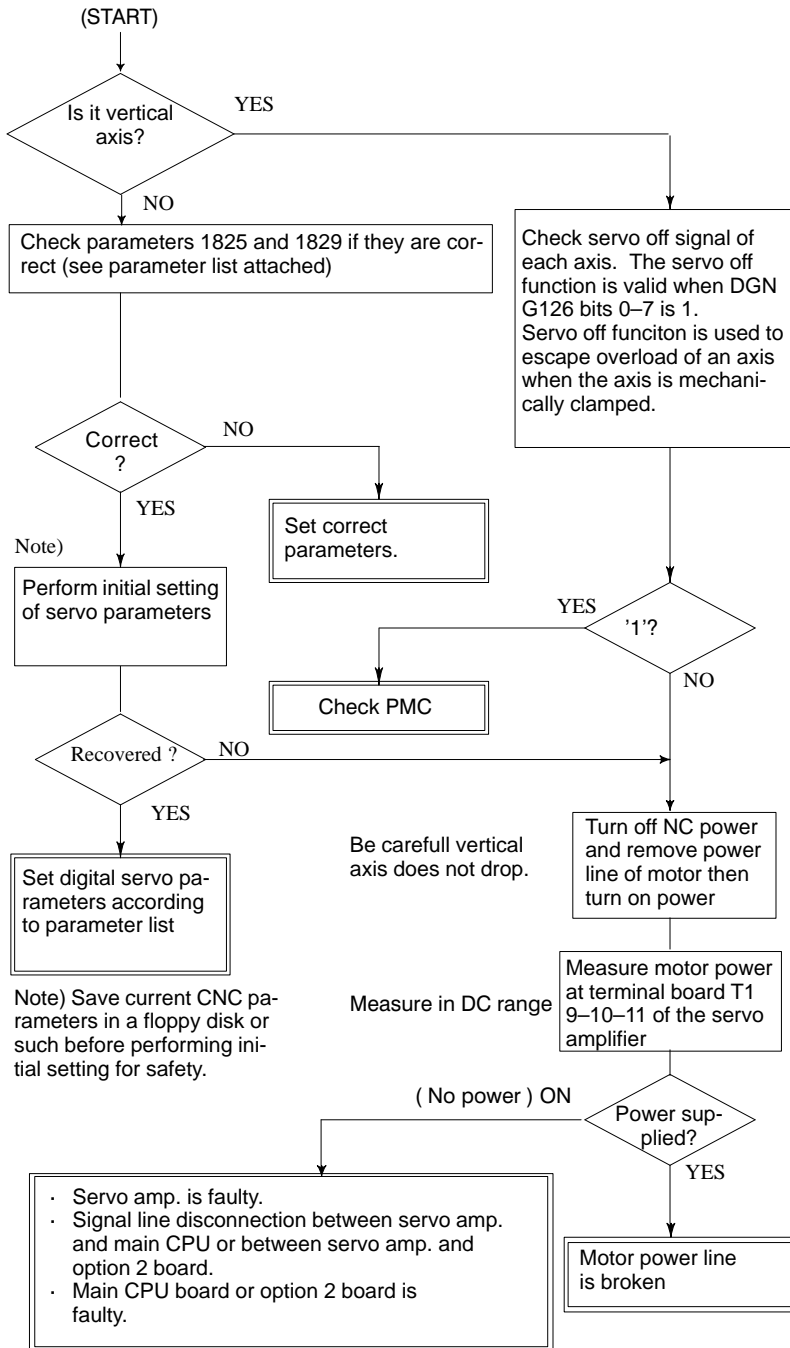 (START)
Is it vertical
axis?
YES
NO
Check parameters 1825 and 1829 if they are cor-
rect (see parameter list attached)
Check servo off signal of
each axis. The servo off
function is valid when DGN
G126 bits 0–7 is 1.
Servo off funciton is used to
escape overload of an axis
when the axis is mechani-
cally clamped.
Correct
?
NO
YES
Set correct
parameters.
Note)
Perform initial setting
of servo parameters
YES
'1'?
NO
Check PMC
Recovered ?
NO
YES
Set digital servo pa-
rameters according
to parameter list
Be carefull vertical
axis does not drop.
Turn off NC power
and remove power
line of motor then
turn on power
Note) Save current CNC pa-
rameters in a floppy disk or
such before performing ini-
tial setting for safety.
Measure in DC range
Measure motor power
at terminal board T1
9–10–11 of the servo
amplifier
( No power ) ON
Power sup-
plied?
YES
· Servo amp. is faulty.
· Signal line disconnection between servo amp.
and main CPU or between servo amp. and
option 2 board.
· Main CPU board or option 2 board is
faulty.
Motor power line
is broken